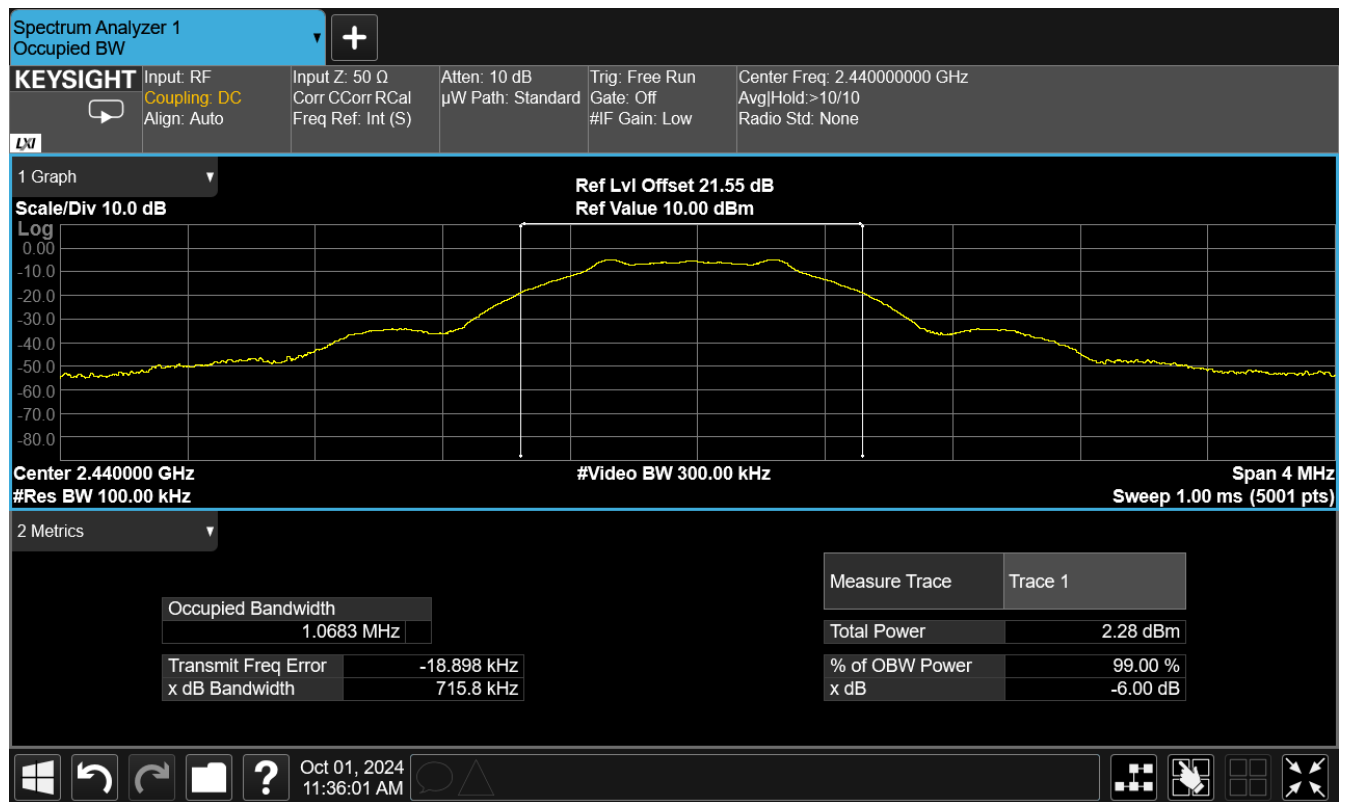 Spectrum Analyzer 1
Occupied BW
KEYSIGHT
LXI
Input: RF
Coupling: DC
Align: Auto
Input Z: 50 Ω
Corr CCorr RCal
Freq Ref: Int (S)
Atten: 10 dB
µW Path: Standard
Trig: Free Run
Gate: Off
#IF Gain: Low
Center Freq: 2.440000000 GHz
Avg|Hold:>10/10
Radio Std: None
1 Graph
Scale/Div 10.0 dB
Ref Lvl Offset 21.55 dB
Ref Value 10.00 dBm
Log
0.00
-10.0
-20.0
-30.0
-40.0
-50.0
-60.0
-70.0
-80.0
Center 2.440000 GHz
#Video BW 300.00 kHz
Span 4 MHz
#Res BW 100.00 kHz
Sweep 1.00 ms (5001 pts)
2 Metrics
Measure Trace Trace 1
Occupied Bandwidth
1.0683 MHz
Total Power 2.28 dBm
Transmit Freq Error -18.898 kHz
% of OBW Power 99.00 %
x dB Bandwidth 715.8 kHz
x dB -6.00 dB
?
Oct 01, 2024
11:36:01 AM